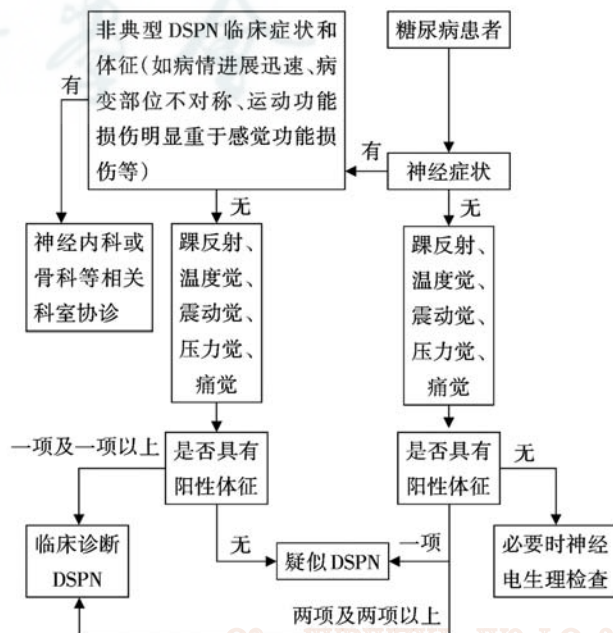 非典型DSPN临床症状和
体征(如病情进展迅速、病
变部位不对称、运动功能
损伤明显重于感觉功能损
伤等)
糖尿病患者
有
有
神经症状
无
无
神经内科或
骨科等相关
科室协诊
踝反射、
温度觉、
震动觉、
压力觉、
痛觉
踝反射、
温度觉、
震动觉、
压力觉、
痛觉
一项及一项以上
是否具有
阳性体征
是否具有
阳性体征
无
临床诊断
DSPN
无
疑似DSPN
一项
必要时神经
电生理检查
两项及两项以上